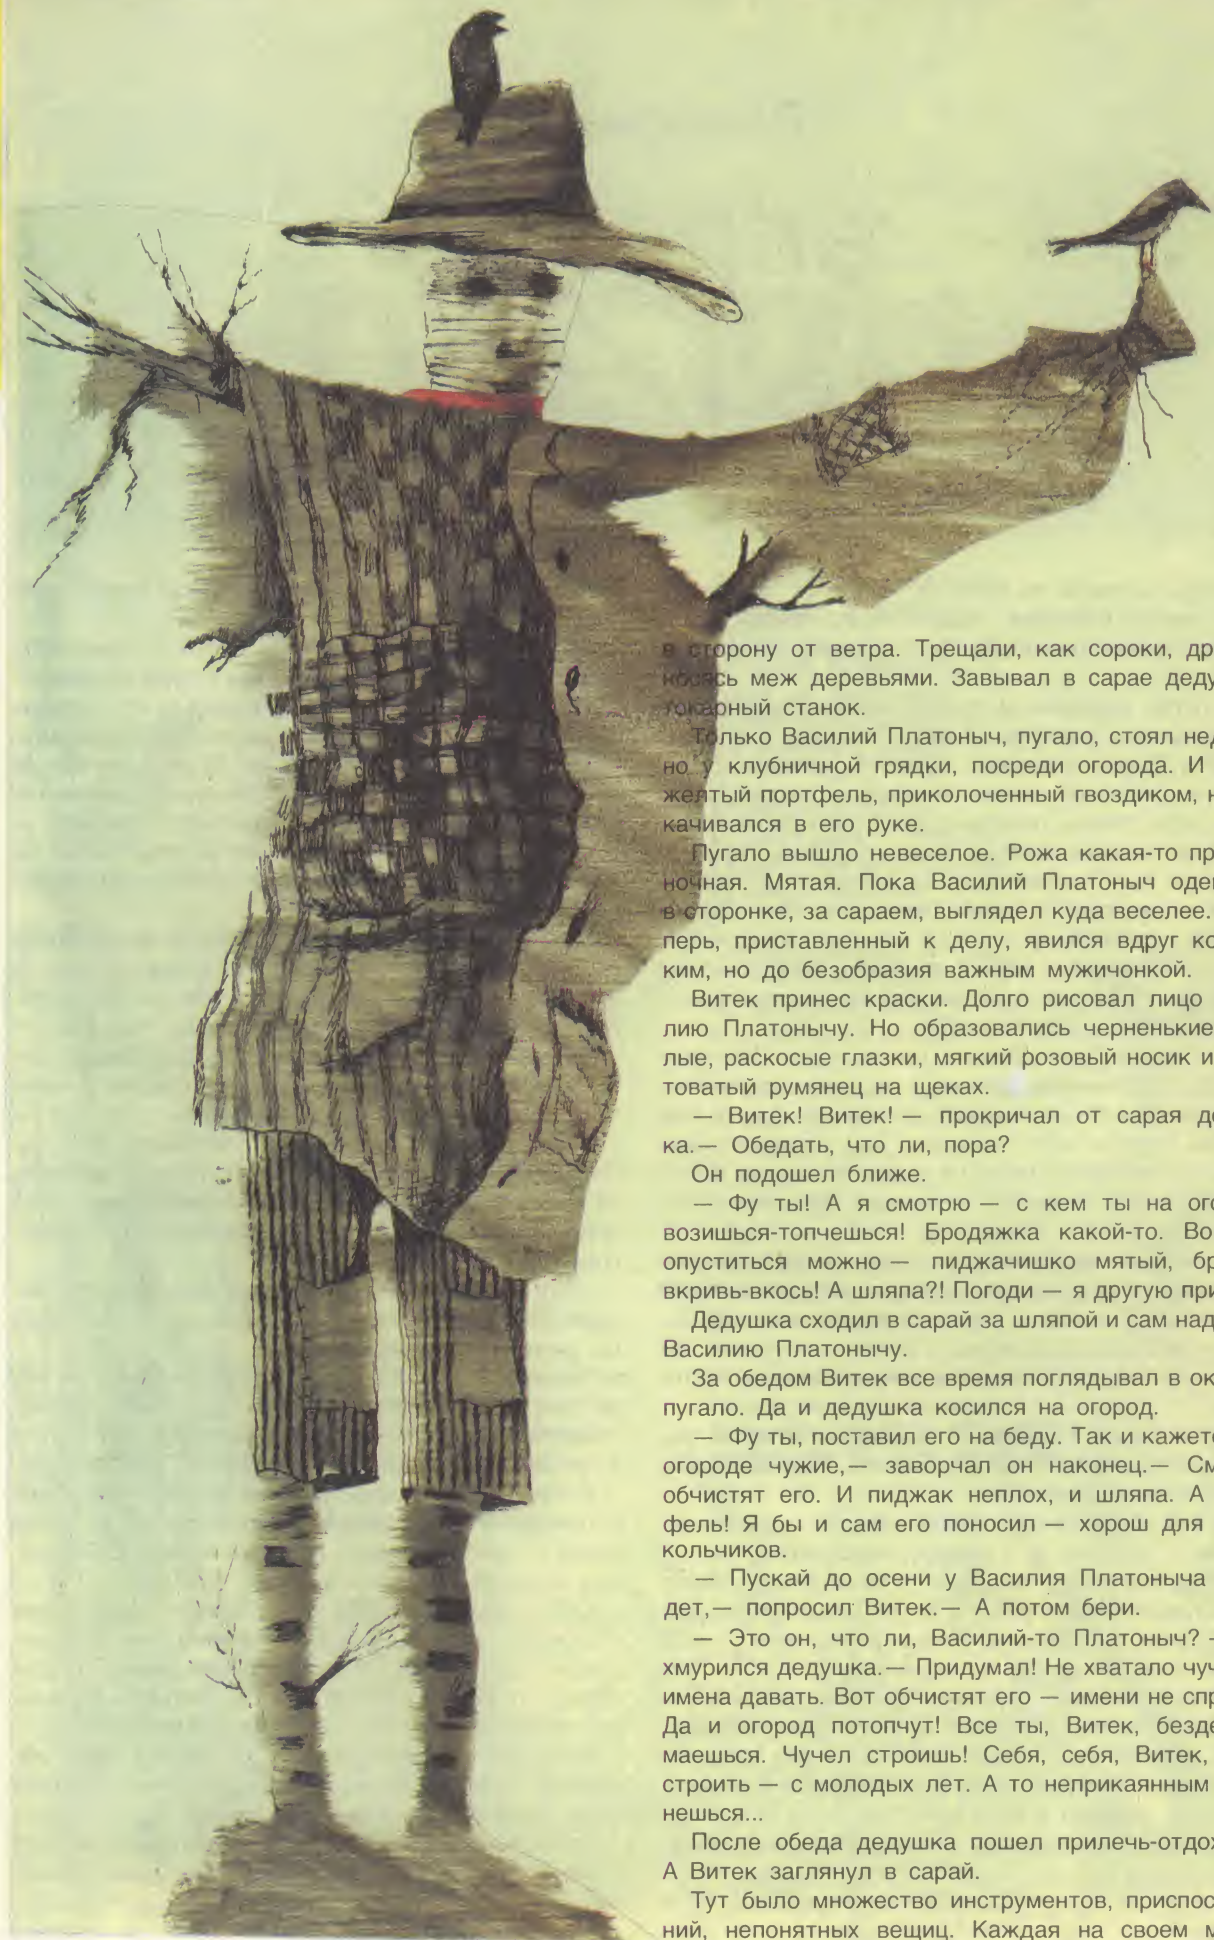 в сторону от ветра. Трещали, как сороки, др
носясь меж деревьями. Завывал в сарае деду
токарный станок.
Только Василий Платоныч, пугало, стоял нед
но у клубничной грядки, посреди огорода. И
желтый портфель, приколоченный гвоздиком, н
качивался в его руке.
Пугало вышло невеселое. Рожа какая-то пр
ночная. Мятая. Пока Василий Платоныч оде
в сторонке, за сараем, выглядел куда веселее.
перь, приставленный к делу, явился вдруг ко
ким, но до безобразия важным мужичонкой.
Витек принес краски. Долго рисовал лицо
лию Платонычу. Но образовались черненькие
лые, раскосые глазки, мягкий розовый носик и
товатый румянец на щеках.
— Витек! Витек! — прокричал от сарая де
ка.— Обедать, что ли, пора?
Он подошел ближе.
— Фу ты! А я смотрю — с кем ты на ого
возишься-топчешься! Бродяжка какой-то. Во
опуститься можно — пиджачишко мятый, бр
вкривь-вкось! А шляпа?! Погоди — я другую при
Дедушка сходил в сарай за шляпой и сам над
Василию Платонычу.
За обедом Витек все время поглядывал в ок
пугало. Да и дедушка косился на огород.
— Фу ты, поставил его на беду. Так и кажет
огороде чужие,— заворчал он наконец.— См
обчистят его. И пиджак неплох, и шляпа. А
фель! Я бы и сам его поносил — хорош для
кольчиков.
— Пускай до осени у Василия Платоныча
дет,— попросил Витек.— А потом бери.
— Это он, что ли, Василий-то Платоныч? -
хмурился дедушка.— Придумал! Не хватало чуч
имена давать. Вот обчистят его — имени не спр
Да и огород потопчут! Все ты, Витек, безде
маешься. Чучел строишь! Себя, себя, Витек,
строить — с молодых лет. А то неприкаянным
нешься...
После обеда дедушка пошел прилечь-отдох
А Витек заглянул в сарай.
Тут было множество инструментов, приспос
ний, непонятных вещиц. Каждая на своем м